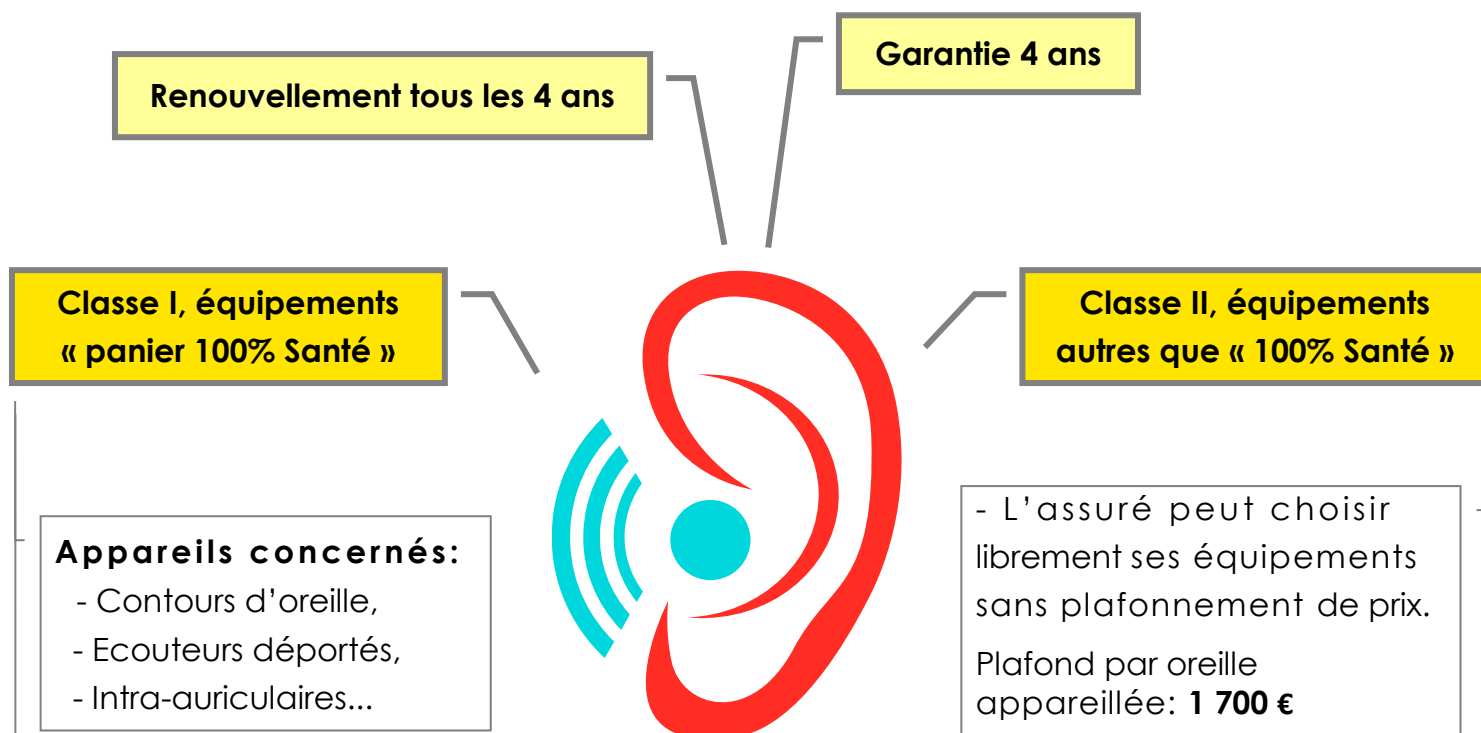 Garantie 4 ans
Renouvellement tous les 4 ans
Classe I, équipements
« panier 100% Santé »
Classe II, équipements
autres que « 100% Santé »
Appareils concernés:
- Contours d’oreille,
- Ecouteurs déportés,
- Intra-auriculaires...
- L’assuré peut choisir
librement ses équipements
sans plafonnement de prix.
Plafond par oreille
appareillée: 1 700 €